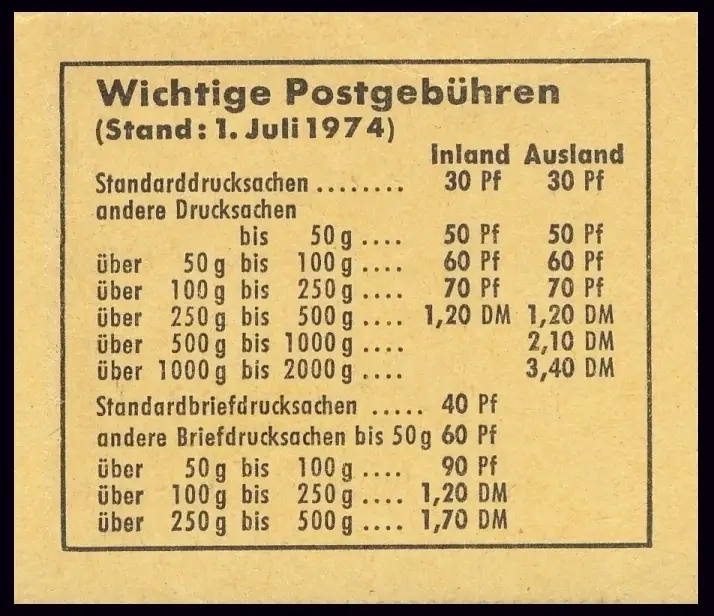 Wichtige Postgebühren
(Stand: 1. Juli 1974)
Inland Ausland
Standarddrucksachen ........ 30 Pf 30 Pf
andere Drucksachen
bis 50 g .... 50 Pf 50 Pf
über 50 g bis 100 g .... 60 Pf 60 Pf
über 100 g bis 250 g .... 70 Pf 70 Pf
über 250 g bis 500 g .... 1,20 DM 1,20 DM
über 500 g bis 1000 g .... 2,10 DM
über 1000 g bis 2000 g .... 3,40 DM
Standardbriefdrucksachen ..... 40 Pf
andere Briefdrucksachen bis 50 g 60 Pf
über 50 g bis 100 g .... 90 Pf
über 100 g bis 250 g .... 1,20 DM
über 250 g bis 500 g .... 1,70 DM